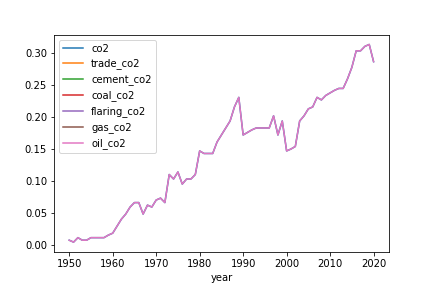 0.30
0.25
0.20
0.15
0.10
0.05
0.00
co2
trade_co2
cement_co2
coal_co2
flaring_co2
gas_co2
oil_co2
1950 1960 1970 1980 1990 2000 2010 2020
year